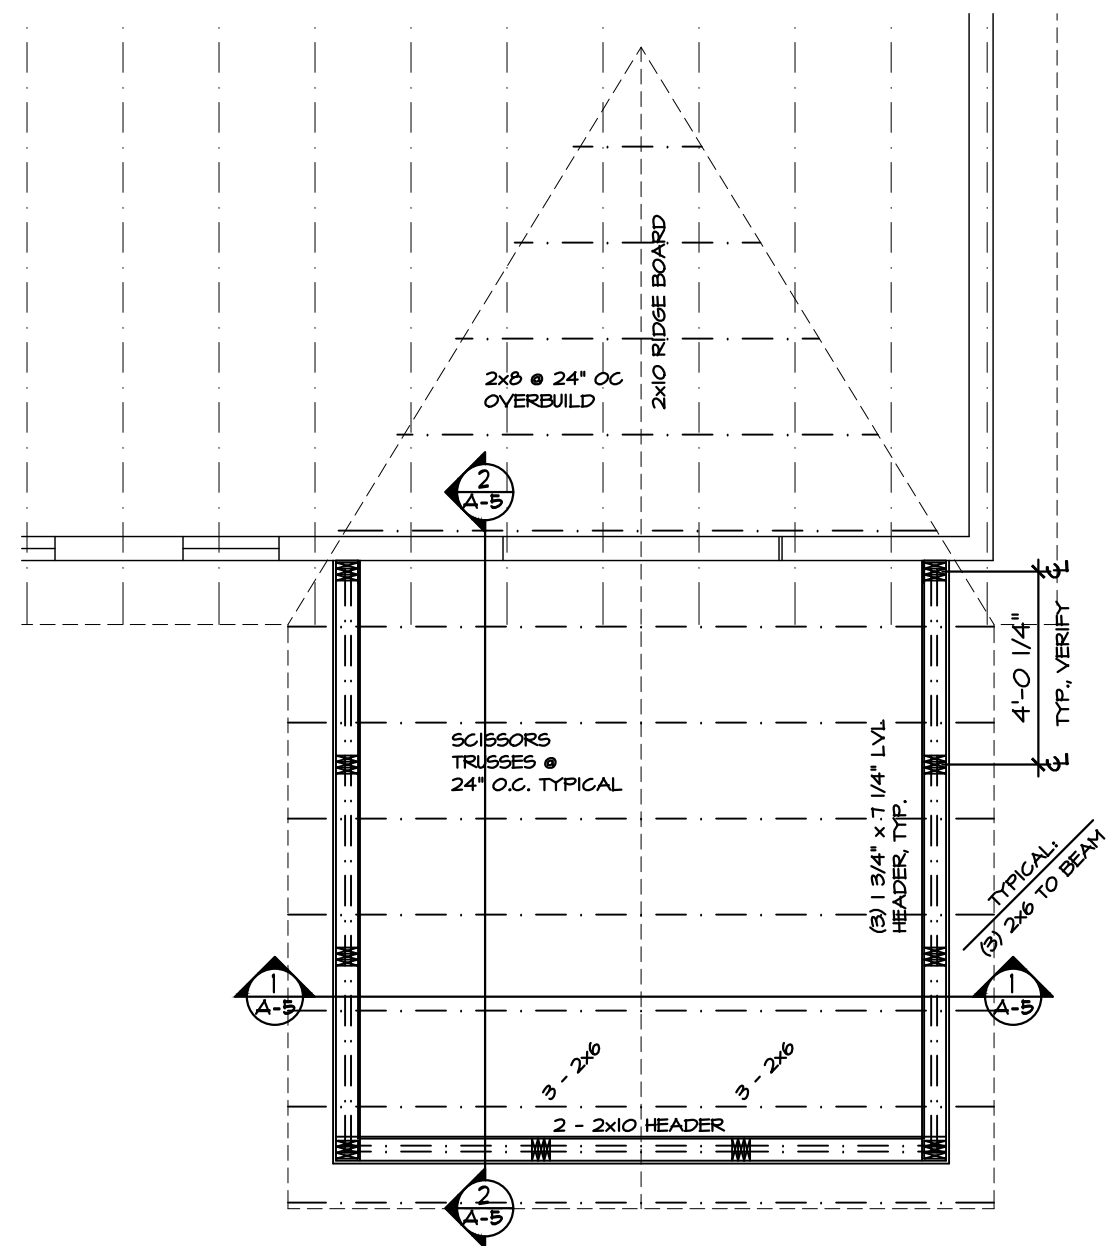 2x10 RIDGE BOARD
2x8 @ 24" OC
OVERBUILD
2
A-5
4'-0 1/4"
TYP., VERIFY
SCISSORS
TRUSSES @
24" O.C. TYPICAL
(3) 1 3/4" x 7 1/4" LVL
HEADER, TYP.
TYPICAL:
(3) 2x6 TO BEAM
1
A-5
1
A-5
3 - 2x6
3 - 2x6
2 - 2x10 HEADER
2
A-5